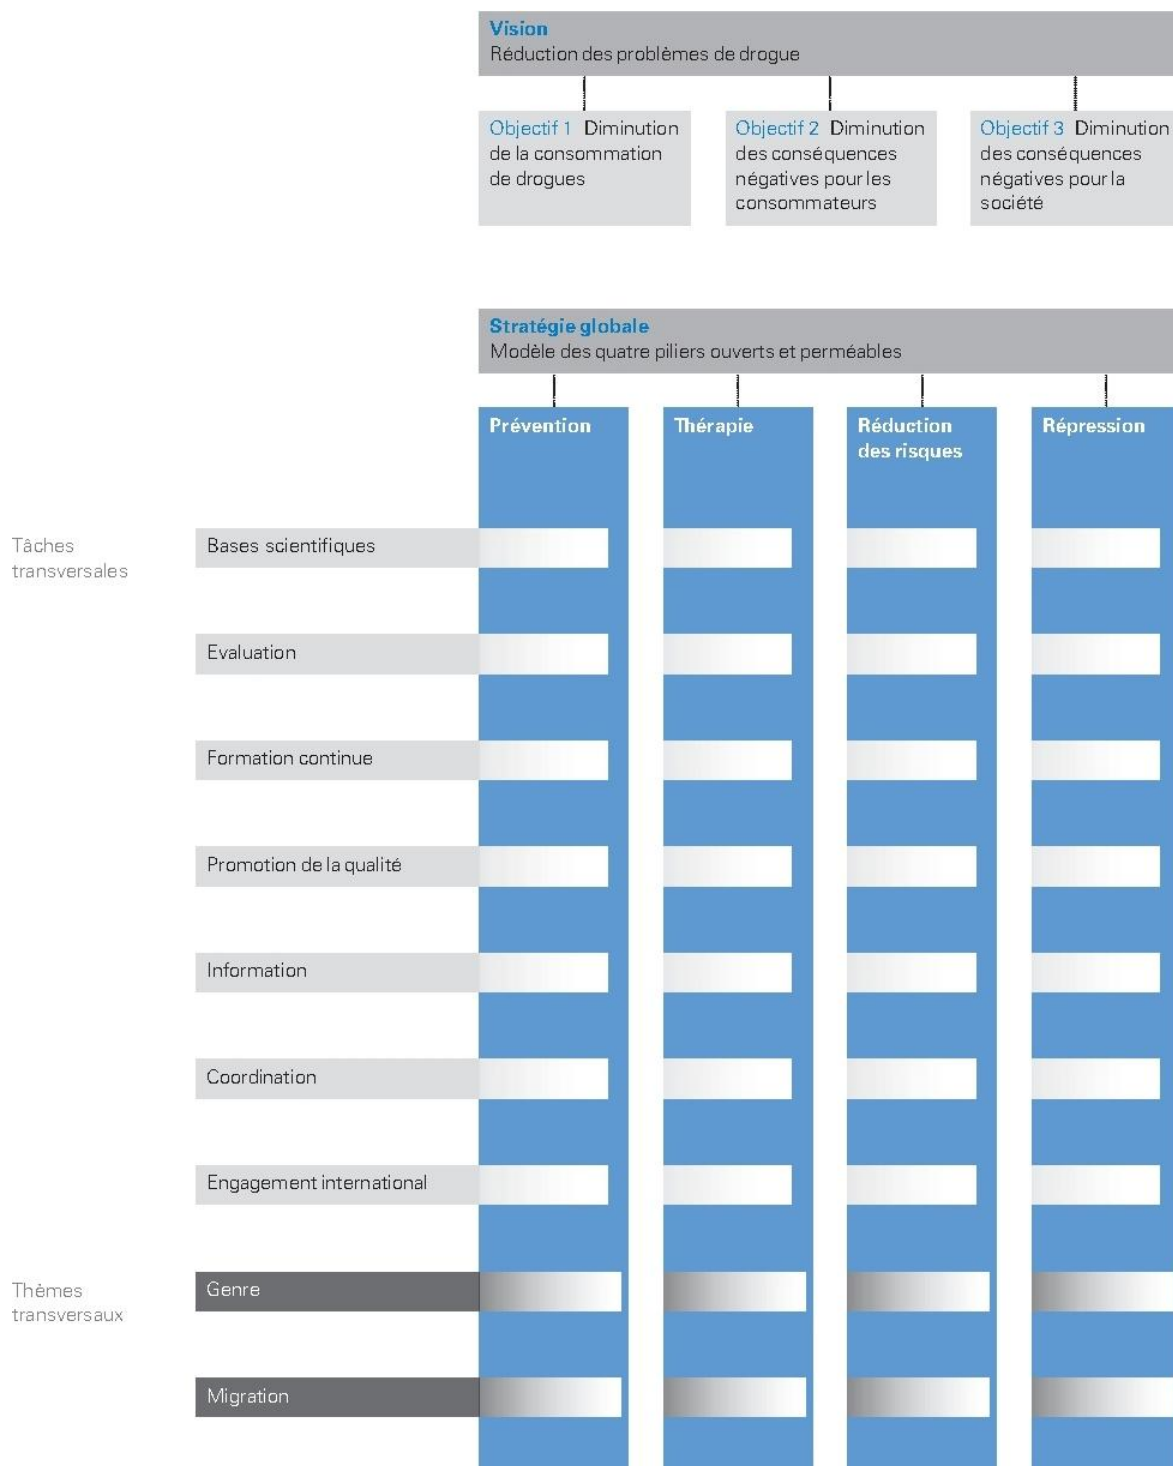 Vision
Réduction des problèmes de drogue
Objectif 1 Diminution
de la consommation
de drogues
Objectif 2 Diminution
des conséquences
négatives pour les
consommateurs
Objectif 3 Diminution
des conséquences
négatives pour la
société
Stratégie globale
Modèle des quatre piliers ouverts et perméables
Prévention
Thérapie
Réduction
des risques
Répression
Tâches
transversales
Bases scientifiques
Evaluation
Formation continue
Promotion de la qualité
Information
Coordination
Engagement international
Thèmes
transversaux
Genre
Migration